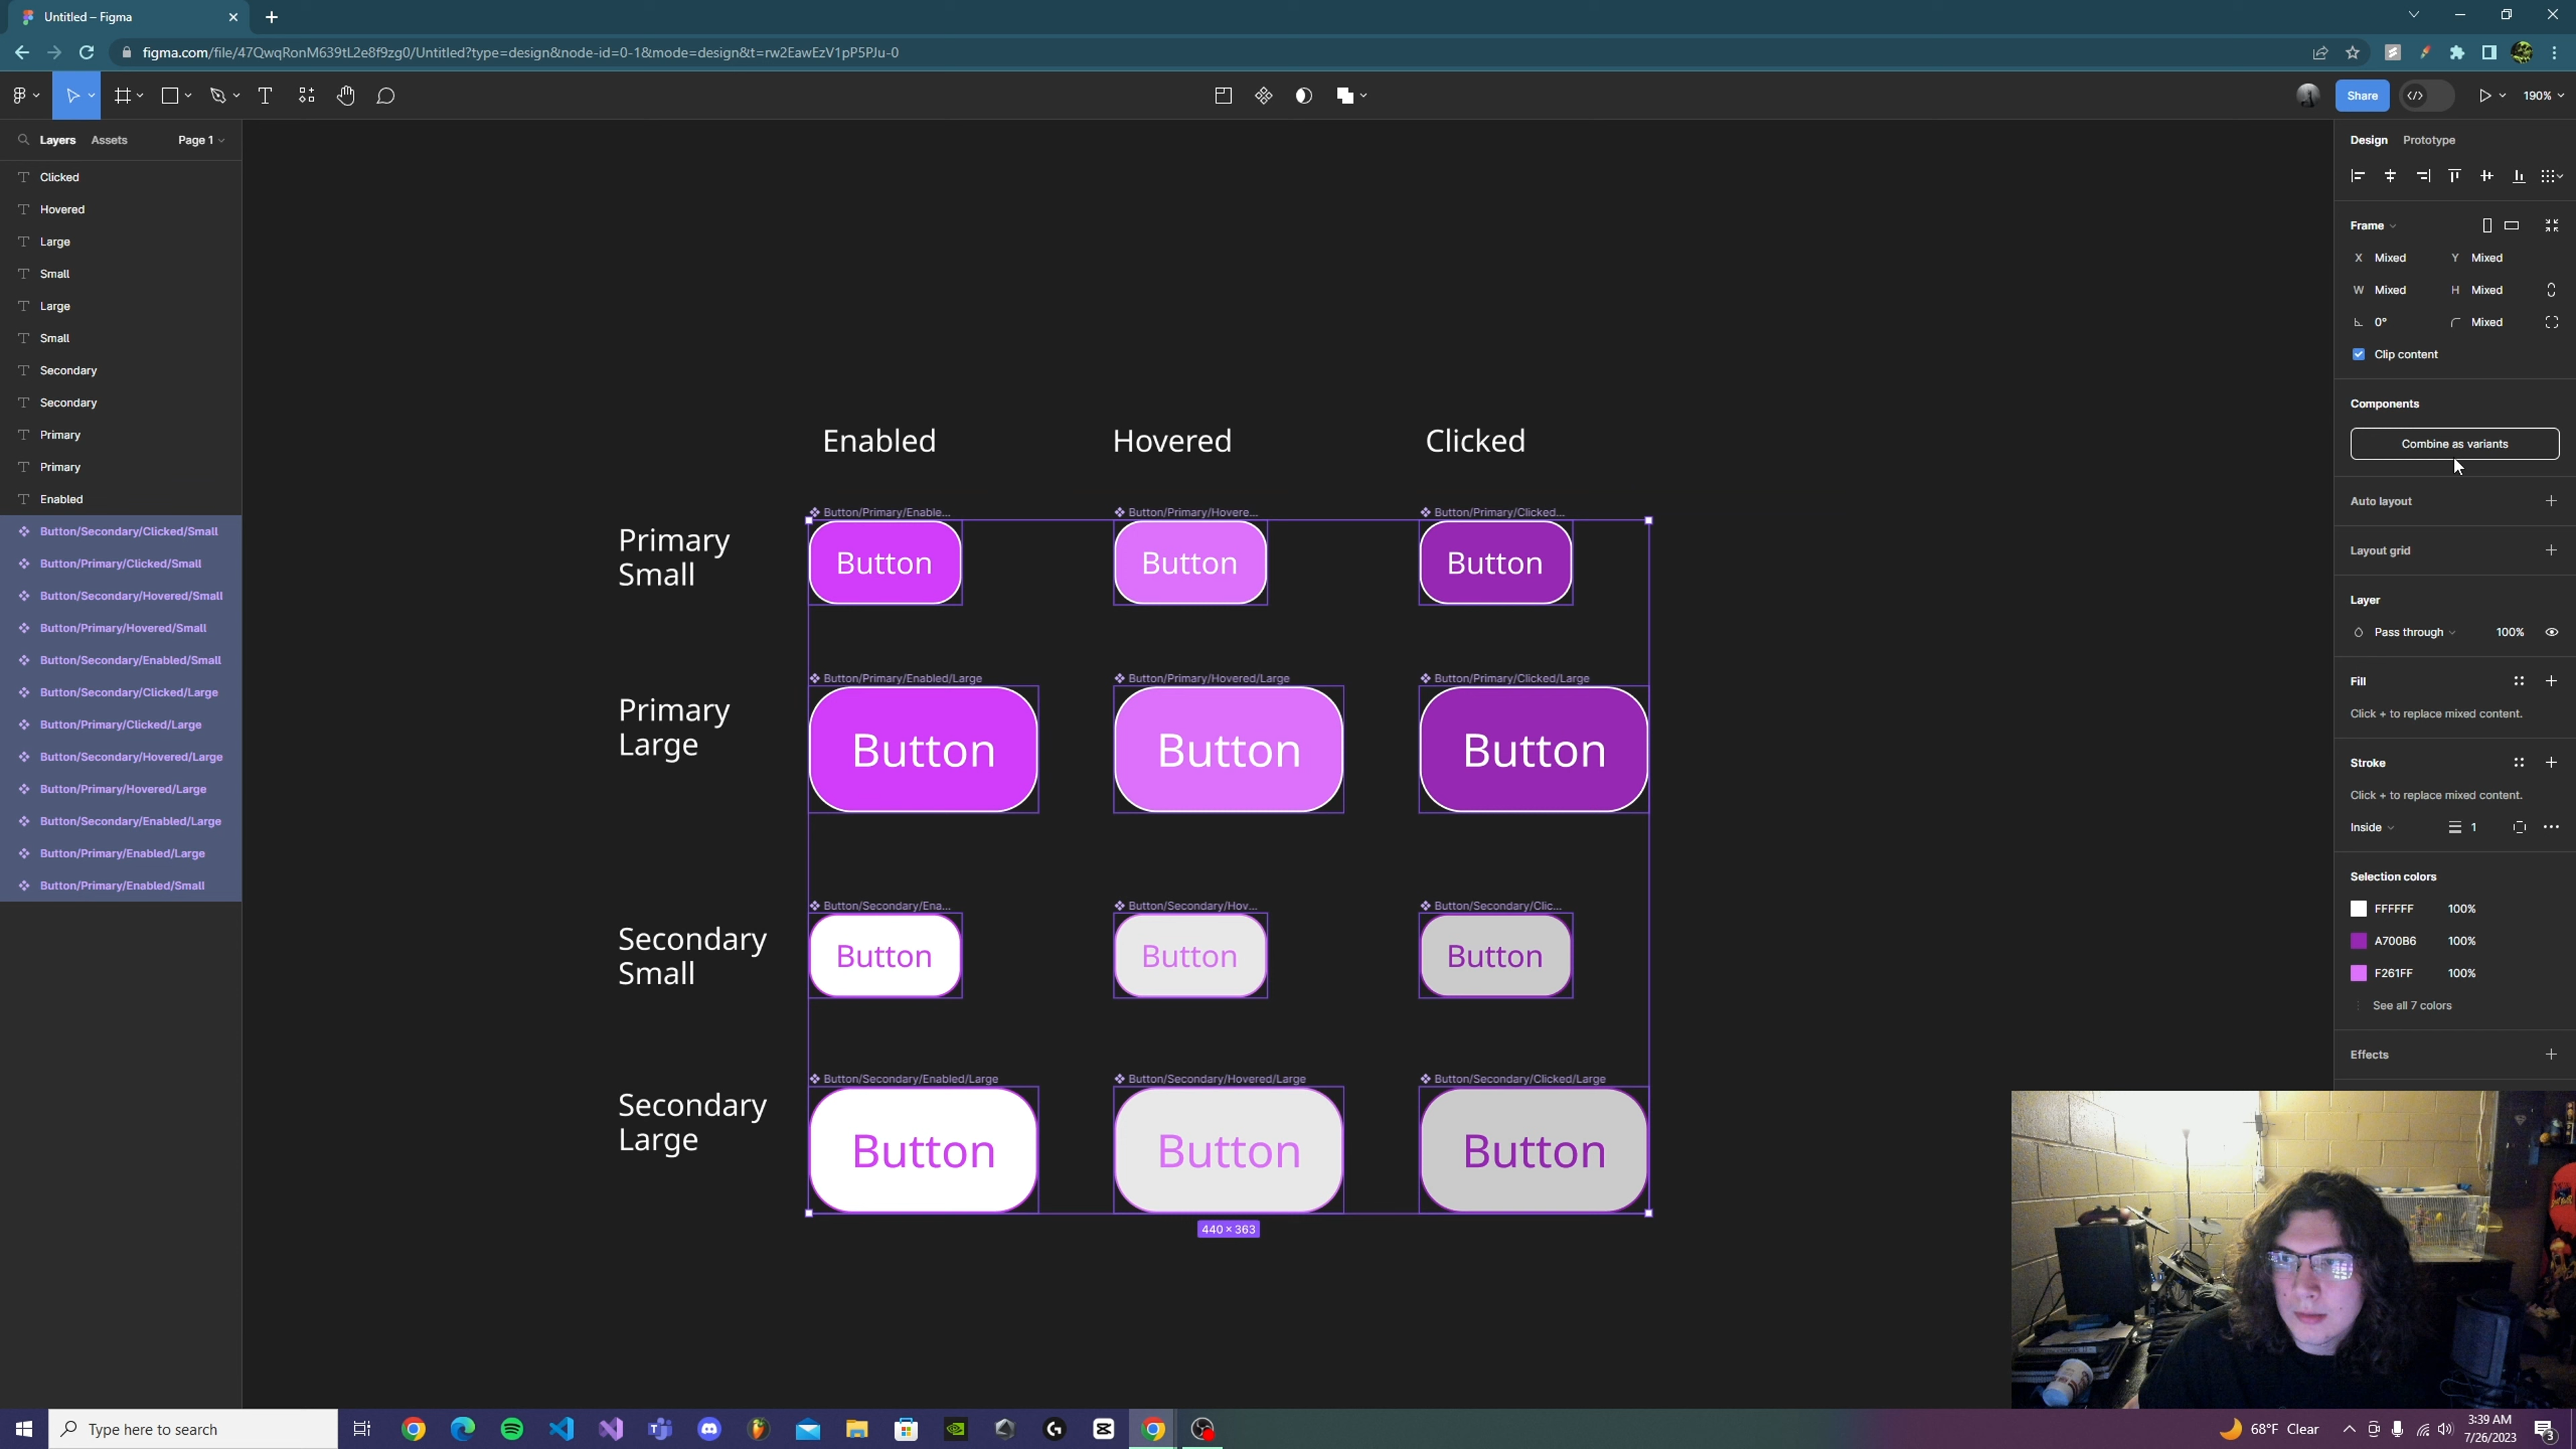 Untitled – Figma
figma.com/file/47QwqRonM639tL2e8f9zg0/Untitled?type=design&node-id=0-1&mode=design&t=rw2EawEzV1pP5PJu-0
Share
190%
Layers Assets Page 1
Clicked
Hovered
Large
Small
Large
Small
Secondary
Secondary
Primary
Primary
Enabled
Button/Secondary/Clicked/Small
Button/Primary/Clicked/Small
Button/Secondary/Hovered/Small
Button/Primary/Hovered/Small
Button/Secondary/Enabled/Small
Button/Secondary/Clicked/Large
Button/Primary/Clicked/Large
Button/Secondary/Hovered/Large
Button/Primary/Hovered/Large
Button/Secondary/Enabled/Large
Button/Primary/Enabled/Large
Button/Primary/Enabled/Small
Enabled Hovered Clicked
Button/Primary/Enable... Button/Primary/Hovere... Button/Primary/Clicked...
Primary
Small
Button Button Button
Button/Primary/Enabled/Large Button/Primary/Hovered/Large Button/Primary/Clicked/Large
Primary
Large
Button Button Button
Button/Secondary/Ena... Button/Secondary/Hov... Button/Secondary/Clic...
Secondary
Small
Button Button Button
Button/Secondary/Enabled/Large Button/Secondary/Hovered/Large Button/Secondary/Clicked/Large
Secondary
Large
Button Button Button
440 × 363
Design Prototype
Frame
X Mixed Y Mixed
W Mixed H Mixed
0° Mixed
Clip content
Components
Combine as variants
Auto layout
Layout grid
Layer
Pass through 100%
Fill
Click + to replace mixed content.
Stroke
Click + to replace mixed content.
Inside 1
Selection colors
FFFFFF 100%
A700B6 100%
F261FF 100%
See all 7 colors
Effects
Type here to search
68°F Clear
3:39 AM
7/26/2023
3